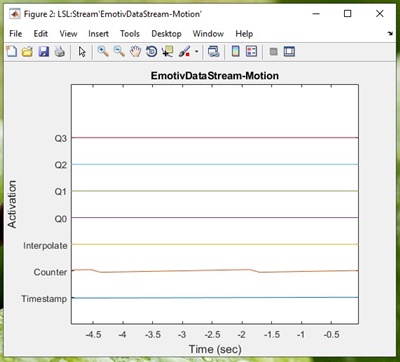 Figure 2: LSL:Stream'EmotivDataStream-Motion'
File Edit View Insert Tools Desktop Window Help
EmotivDataStream-Motion
Activation
Q3
Q2
Q1
Q0
Interpolate
Counter
Timestamp
-4.5 -4 -3.5 -3 -2.5 -2 -1.5 -1 -0.5
Time (sec)